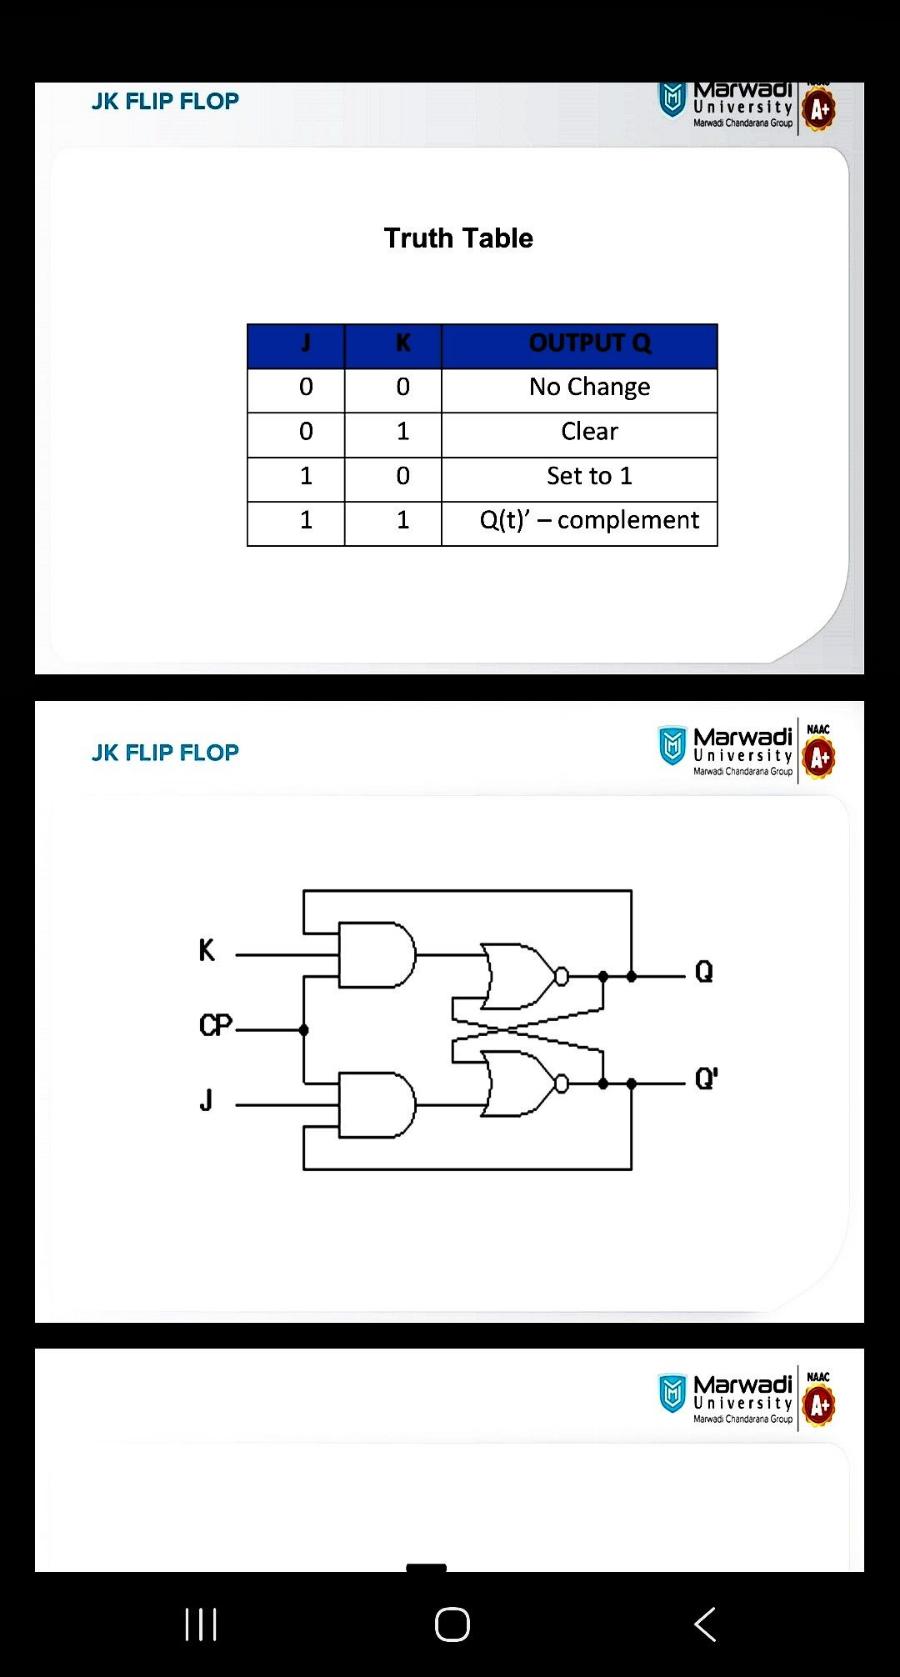 JK FLIP FLOP
Marwadi
University
Marwadi Chandarana Group
A+
Truth Table
J K OUTPUT Q
0 0 No Change
0 1 Clear
1 0 Set to 1
1 1 Q(t)’ – complement
JK FLIP FLOP
Marwadi
University
Marwadi Chandarana Group
NAAC
A+
K
Q
CP
J
Q'
Marwadi
University
Marwadi Chandarana Group
NAAC
A+